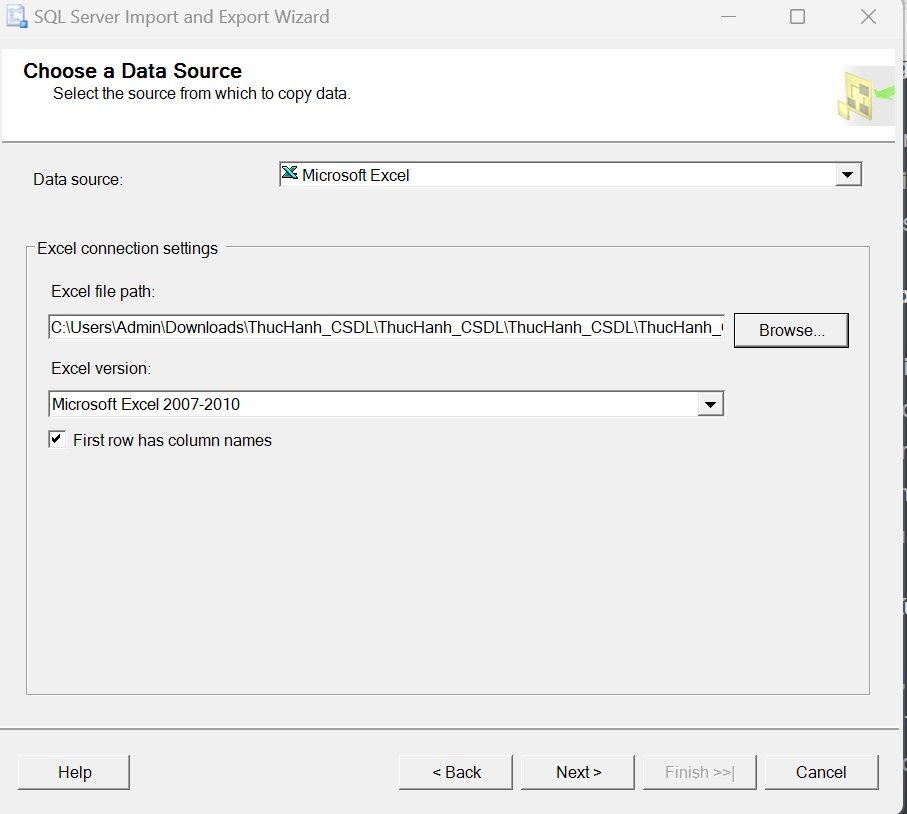 SQL Server Import and Export Wizard
Choose a Data Source
Select the source from which to copy data.
Data source:
Microsoft Excel
Excel connection settings
Excel file path:
C:\Users\Admin\Downloads\ThucHanh_CSDL\ThucHanh_CSDL\ThucHanh_CSDL\ThucHanh_
Browse...
Excel version:
Microsoft Excel 2007-2010
First row has column names
Help
< Back
Next >
Finish >>|
Cancel